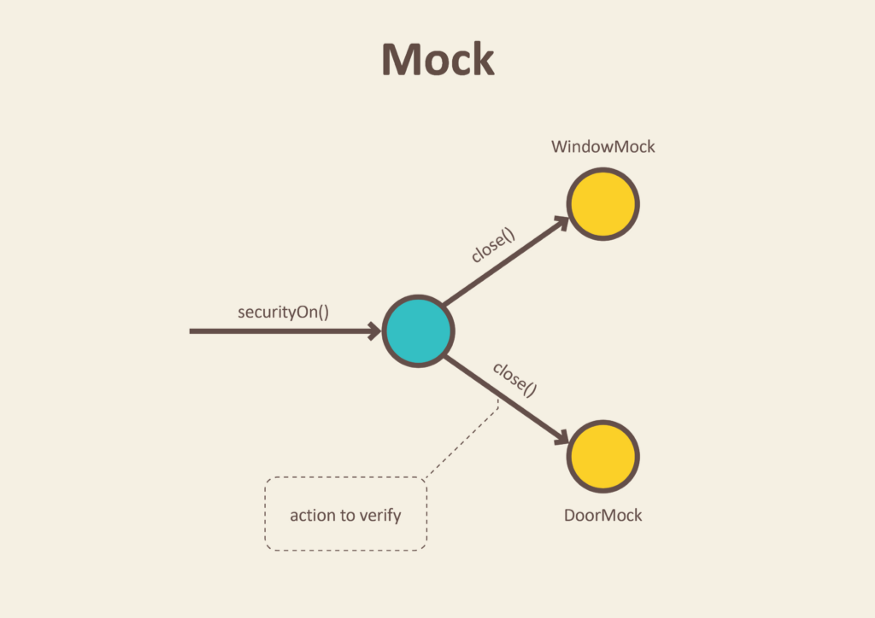 Mock
WindowMock
close()
securityOn()
close()
action to verify
DoorMock